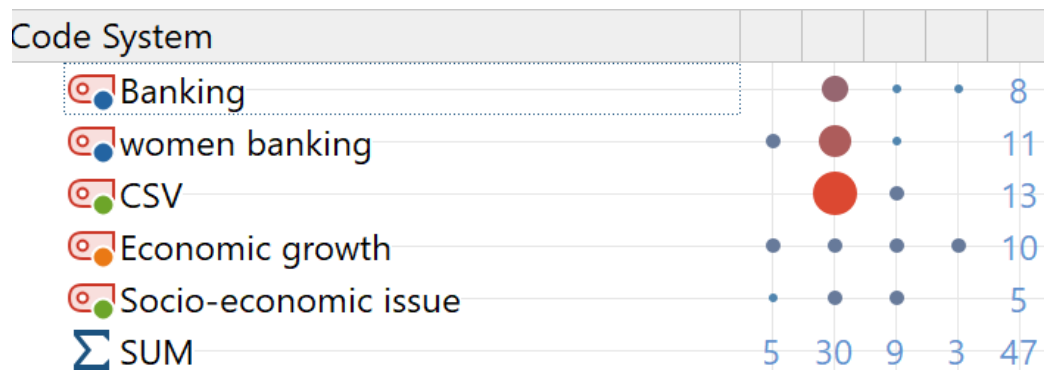 Code System
Banking 8
women banking 11
CSV 13
Economic growth 10
Socio-economic issue 5
Σ SUM 5 30 9 3 47